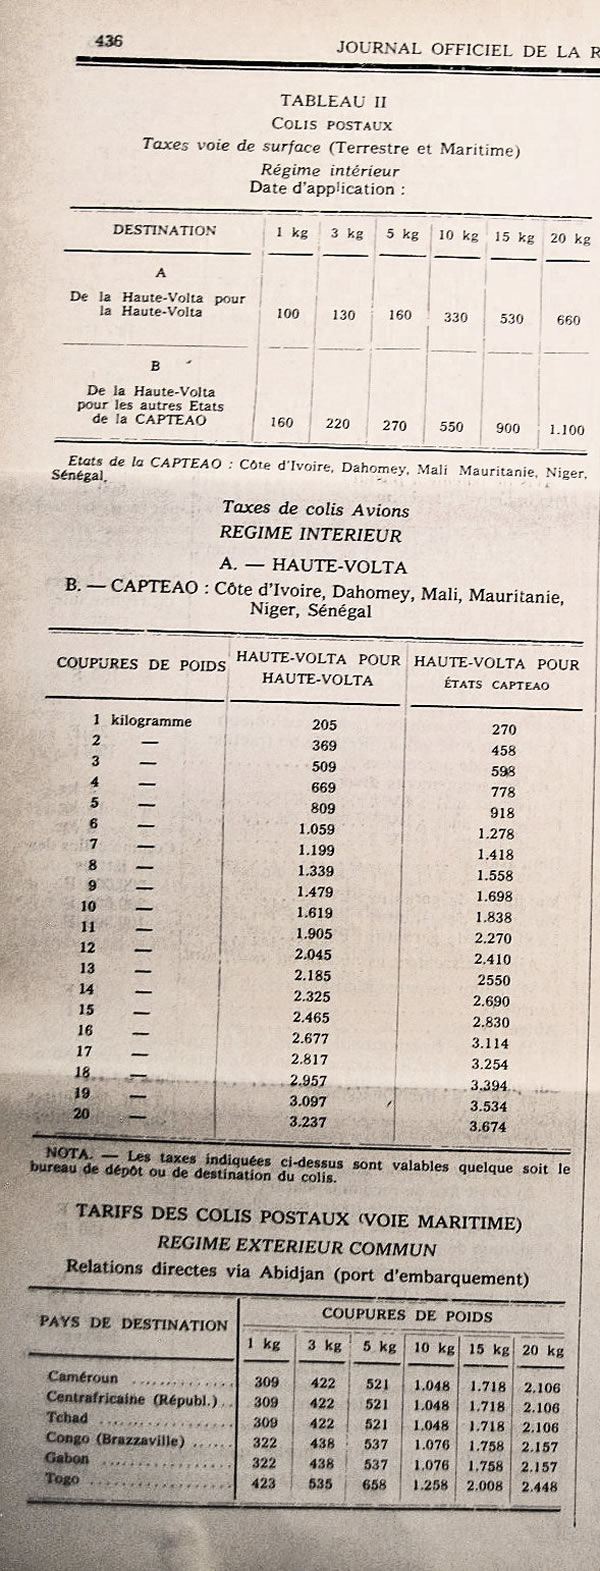 436
JOURNAL OFFICIEL DE LA R
TABLEAU II
COLIS POSTAUX
Taxes voie de surface (Terrestre et Maritime)
Régime intérieur
Date d'application :
DESTINATION 1 kg 3 kg 5 kg 10 kg 15 kg 20 kg
A
De la Haute-Volta pour
la Haute-Volta 100 130 160 330 530 660
B
De la Haute-Volta
pour les autres Etats
de la CAPTEAO 160 220 270 550 900 1.100
Etats de la CAPTEAO : Côte d'Ivoire, Dahomey, Mali Mauritanie, Niger,
Sénégal.
Taxes de colis Avions
REGIME INTERIEUR
A. — HAUTE-VOLTA
B. — CAPTEAO : Côte d'Ivoire, Dahomey, Mali, Mauritanie,
Niger, Sénégal
COUPURES DE POIDS HAUTE-VOLTA POUR HAUTE-VOLTA POUR
HAUTE-VOLTA ÉTATS CAPTEAO
1 kilogramme 205 270
2 — 369 458
3 — 509 598
4 — 669 778
5 — 809 918
6 — 1.059 1.278
7 — 1.199 1.418
8 — 1.339 1.558
9 — 1.479 1.698
10 — 1.619 1.838
11 — 1.905 2.270
12 — 2.045 2.410
13 — 2.185 2550
14 — 2.325 2.690
15 — 2.465 2.830
16 — 2.677 3.114
17 — 2.817 3.254
18 — 2.957 3.394
19 — 3.097 3.534
20 — 3.237 3.674
NOTA. — Les taxes indiquées ci-dessus sont valables quelque soit le
bureau de dépôt ou de destination du colis.
TARIFS DES COLIS POSTAUX (VOIE MARITIME)
REGIME EXTERIEUR COMMUN
Relations directes via Abidjan (port d'embarquement)
PAYS DE DESTINATION COUPURES DE POIDS
1 kg 3 kg 5 kg 10 kg 15 kg 20 kg
Caméroun ............ 309 422 521 1.048 1.718 2.106
Centrafricaine (Républ.) .. 309 422 521 1.048 1.718 2.106
Tchad ................ 309 422 521 1.048 1.718 2.106
Congo (Brazzaville) ...... 322 438 537 1.076 1.758 2.157
Gabon ................ 322 438 537 1.076 1.758 2.157
Togo ................. 423 535 658 1.258 2.008 2.448